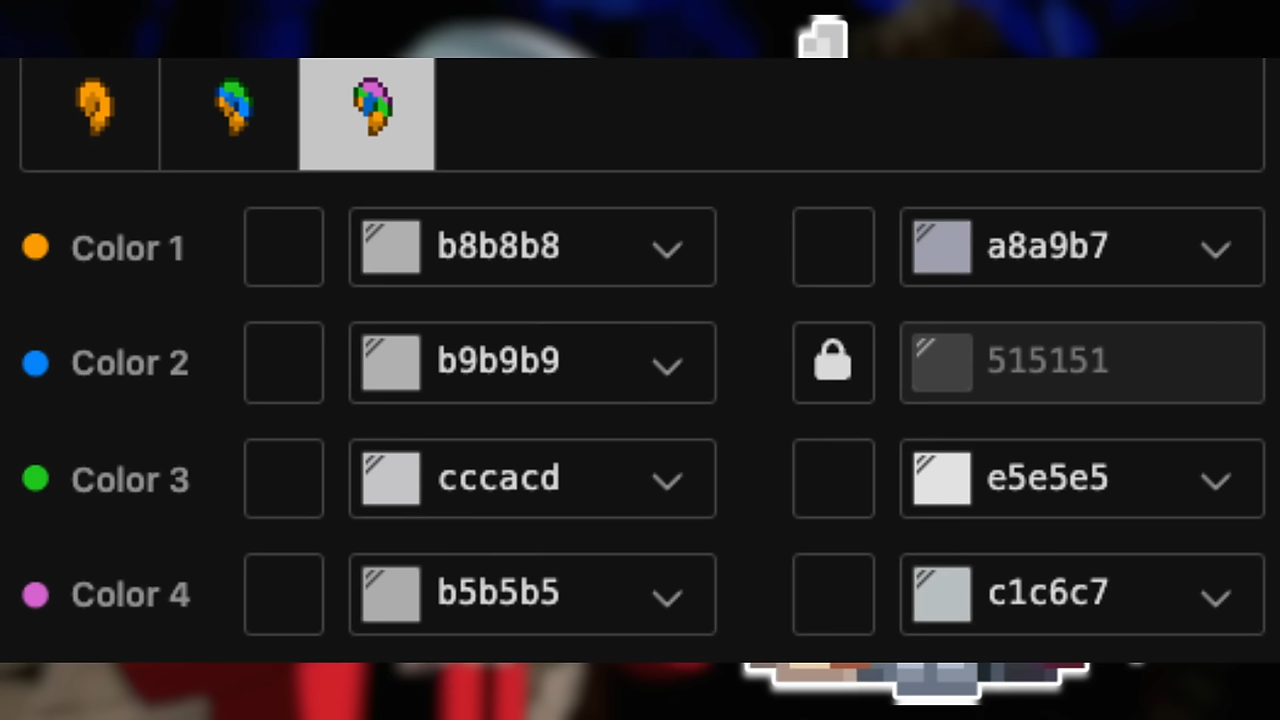 Color 1 b8b8b8 a8a9b7
Color 2 b9b9b9 515151
Color 3 cccacd e5e5e5
Color 4 b5b5b5 c1c6c7